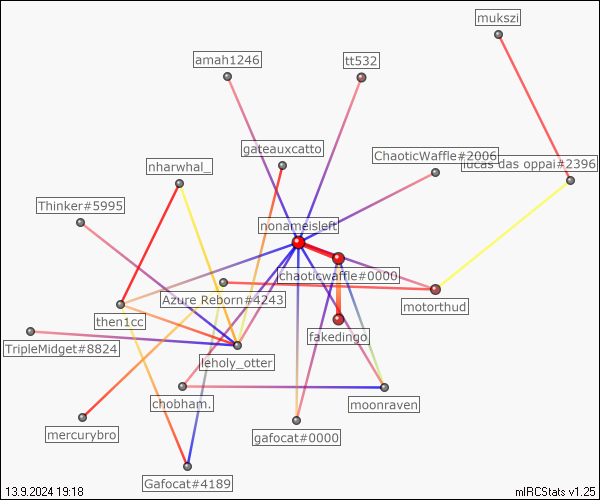 mukszi
amah1246
tt532
gateauxcatto
ChaoticWaffle#2006
lucas das oppai#2396
nharwhal_
Thinker#5995
nonameisleft
chaoticwaffle#0000
Azure Reborn#4243
motorthud
then1cc
fakedingo
TripleMidget#8824
leholy_otter
chobham.
moonraven
mercurybro
gafocat#0000
Gafocat#4189
13.9.2024 19:18
mIRCStats v1.25